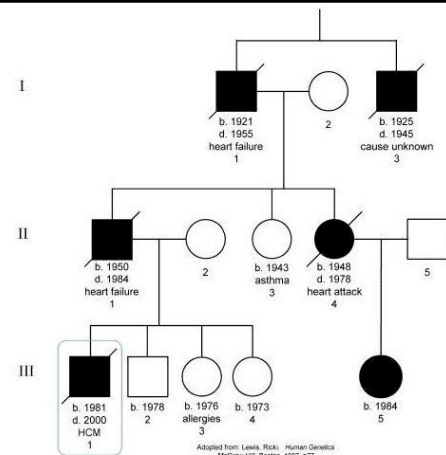 I
b. 1921
d. 1955
heart failure
1
2
b. 1925
d. 1945
cause unknown
3
II
b. 1950
d. 1984
heart failure
1
2
b. 1943
asthma
3
b. 1948
d. 1978
heart attack
4
5
III
b. 1981
d. 2000
HCM
1
b. 1978
2
b. 1976
allergies
3
b. 1973
4
b. 1984
5
Adopted from: Lewis, Ricki. Human Genetics